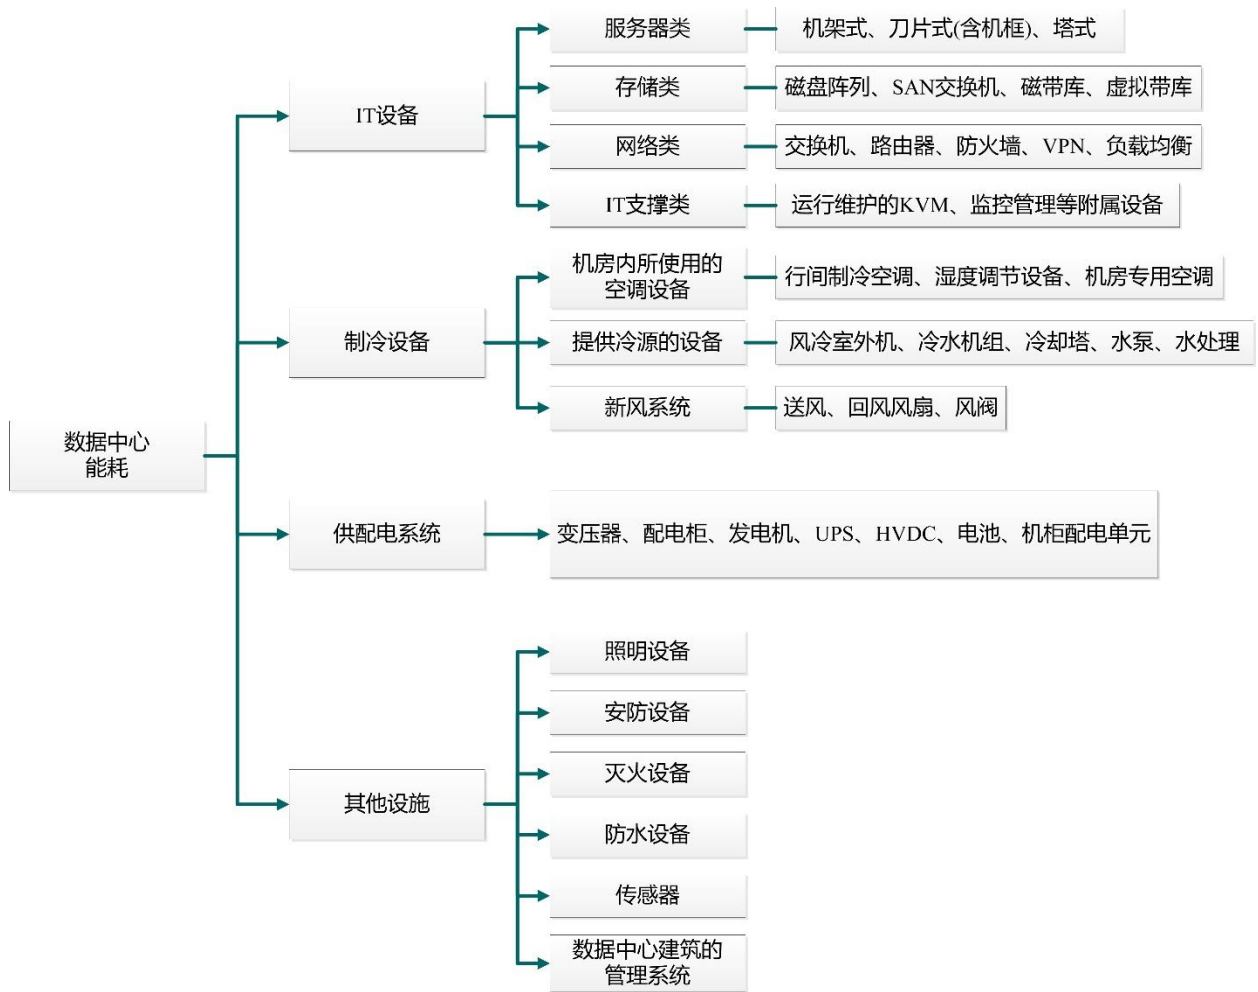 数据中心
能耗
IT设备
服务器类
机架式、刀片式(含机框)、塔式
存储类
磁盘阵列、SAN交换机、磁带库、虚拟带库
网络类
交换机、路由器、防火墙、VPN、负载均衡
IT支撑类
运行维护的KVM、监控管理等附属设备
制冷设备
机房内所使用的
空调设备
行间制冷空调、湿度调节设备、机房专用空调
提供冷源的设备
风冷室外机、冷水机组、冷却塔、水泵、水处理
新风系统
送风、回风风扇、风阀
供配电系统
变压器、配电柜、发电机、UPS、HVDC、电池、机柜配电单元
其他设施
照明设备
安防设备
灭火设备
防水设备
传感器
数据中心建筑的
管理系统